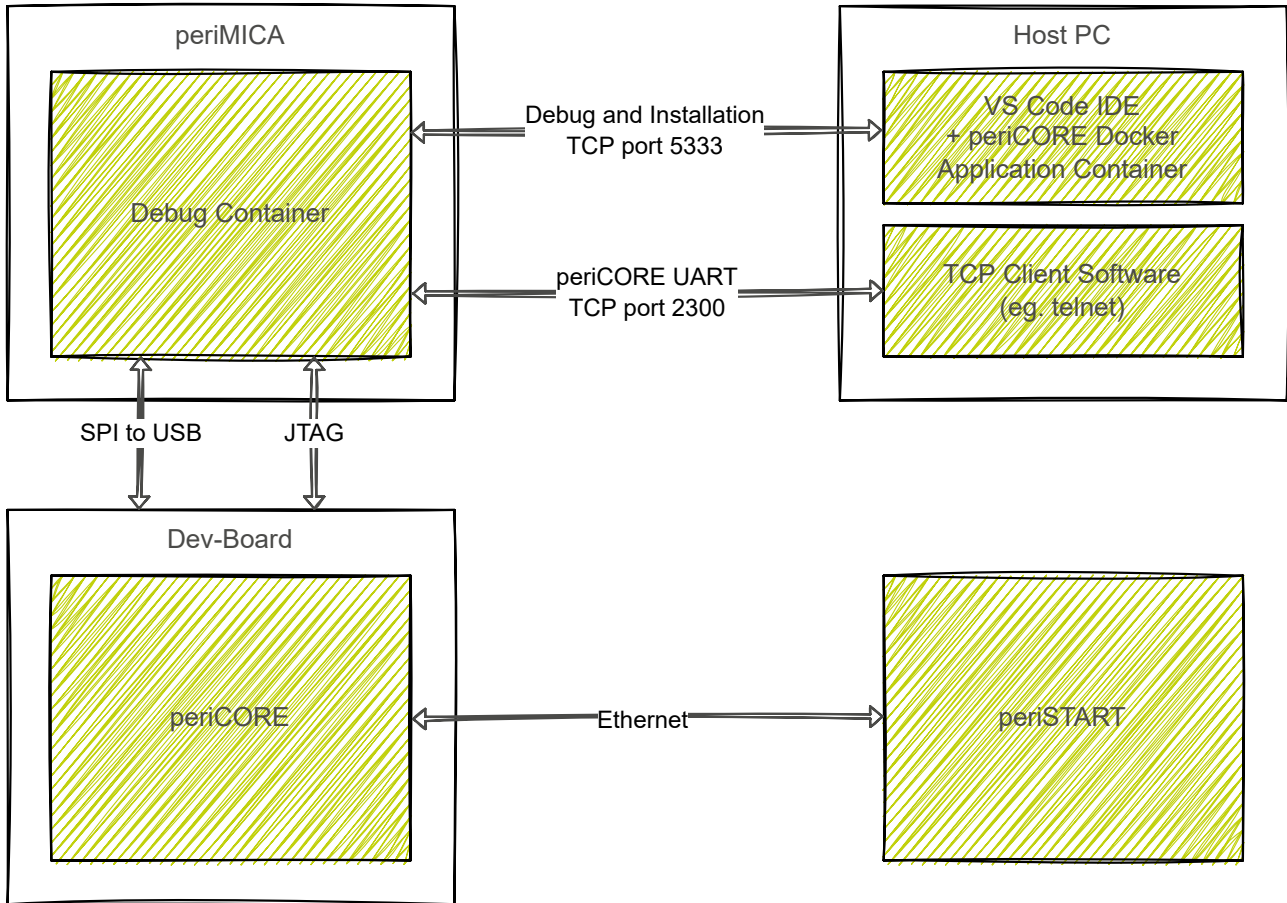 periMICA
Host PC
Debug Container
Debug and Installation
TCP port 5333
VS Code IDE
+ periCORE Docker
Application Container
periCORE UART
TCP port 2300
TCP Client Software
(eg. telnet)
SPI to USB
JTAG
Dev-Board
periCORE
Ethernet
periSTART